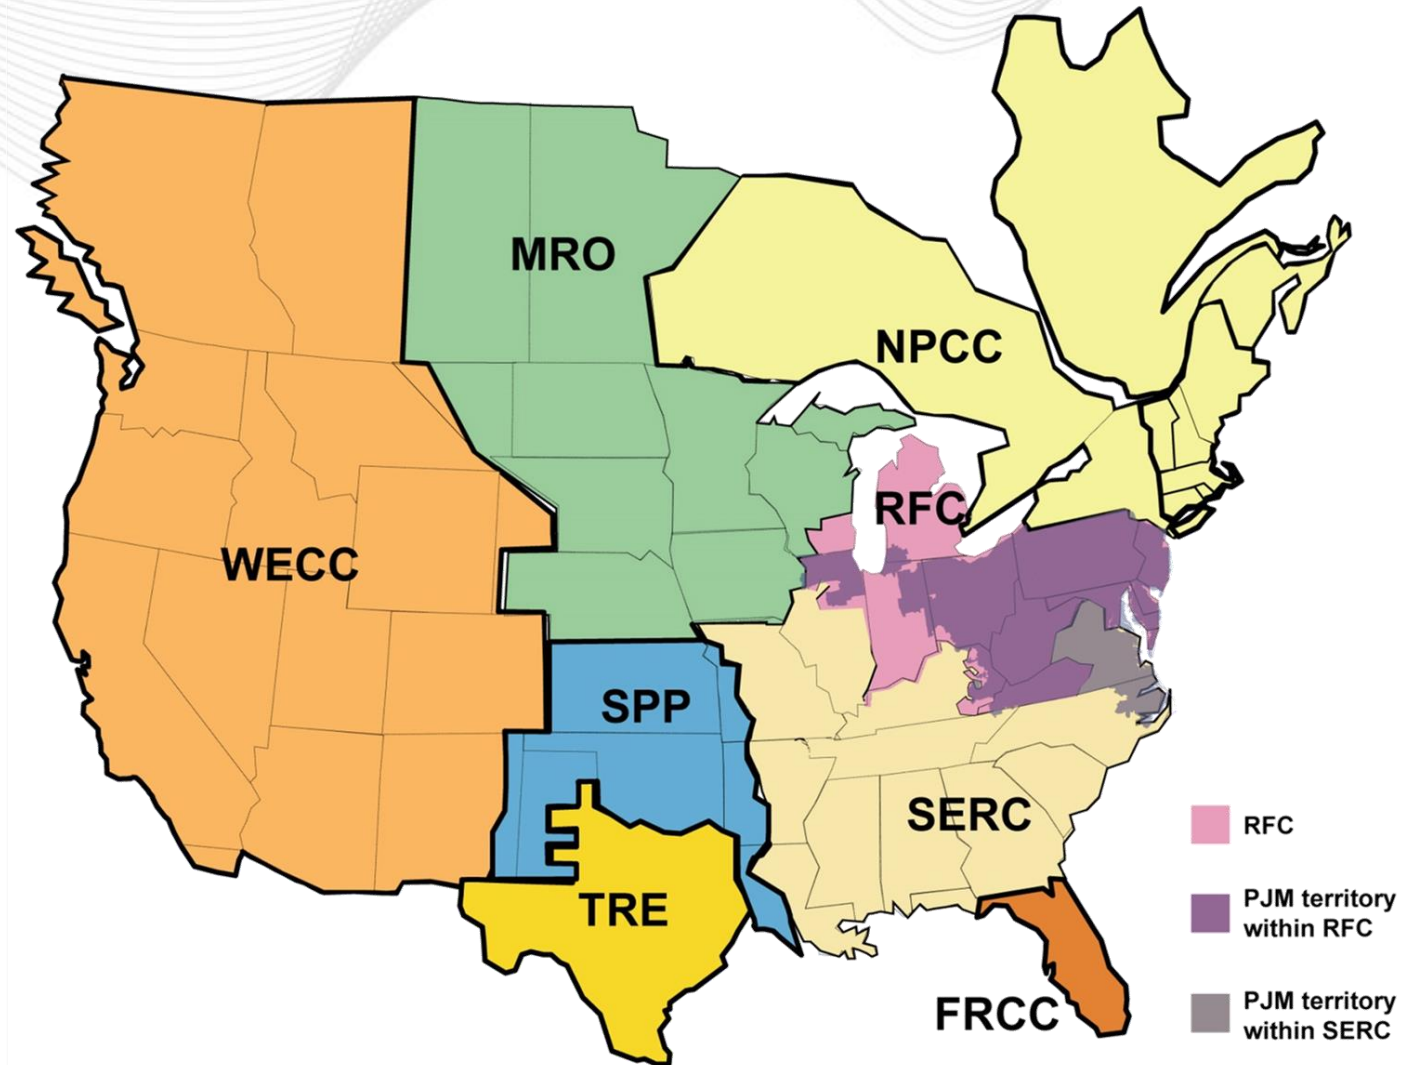 MRO
NPCC
RFC
WECC
SPP
SERC
TRE
FRCC
RFC
PJM territory
within RFC
PJM territory
within SERC